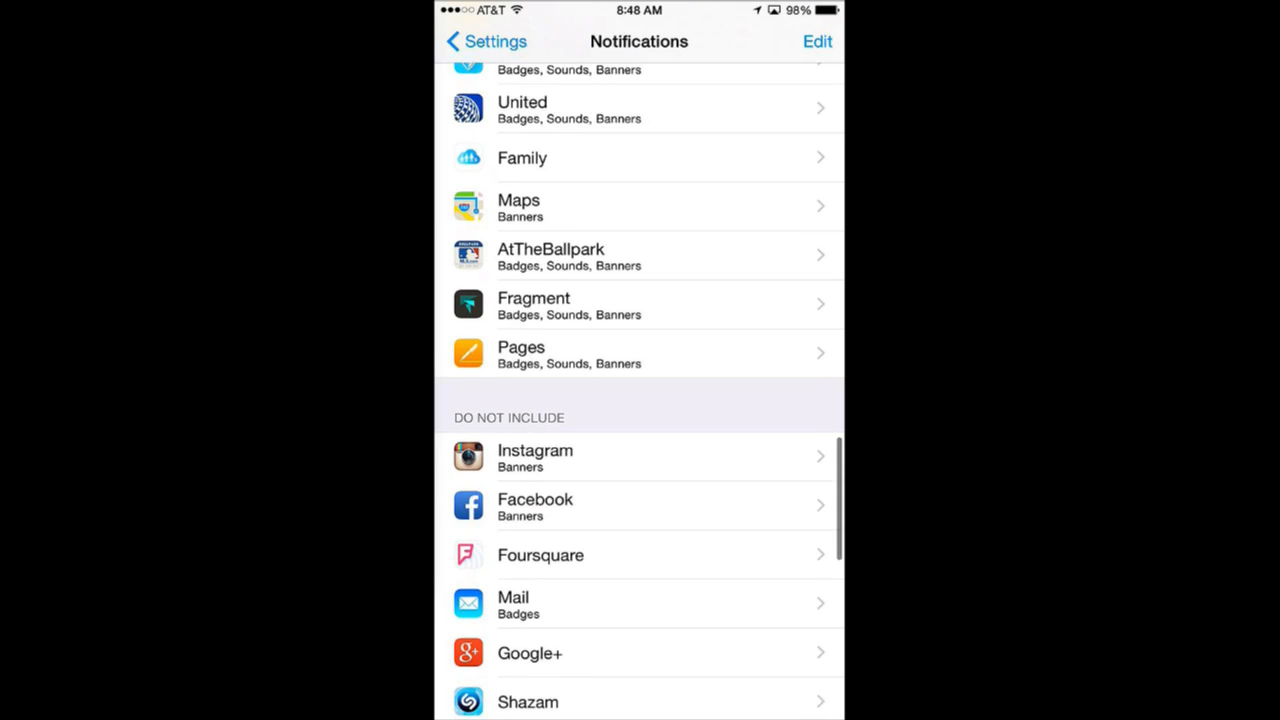 AT&T 8:48 AM 98%
Settings Notifications Edit
Badges, Sounds, Banners
United
Badges, Sounds, Banners
Family
Maps
Banners
AtTheBallpark
Badges, Sounds, Banners
Fragment
Badges, Sounds, Banners
Pages
Badges, Sounds, Banners
DO NOT INCLUDE
Instagram
Banners
Facebook
Banners
Foursquare
Mail
Badges
Google+
Shazam